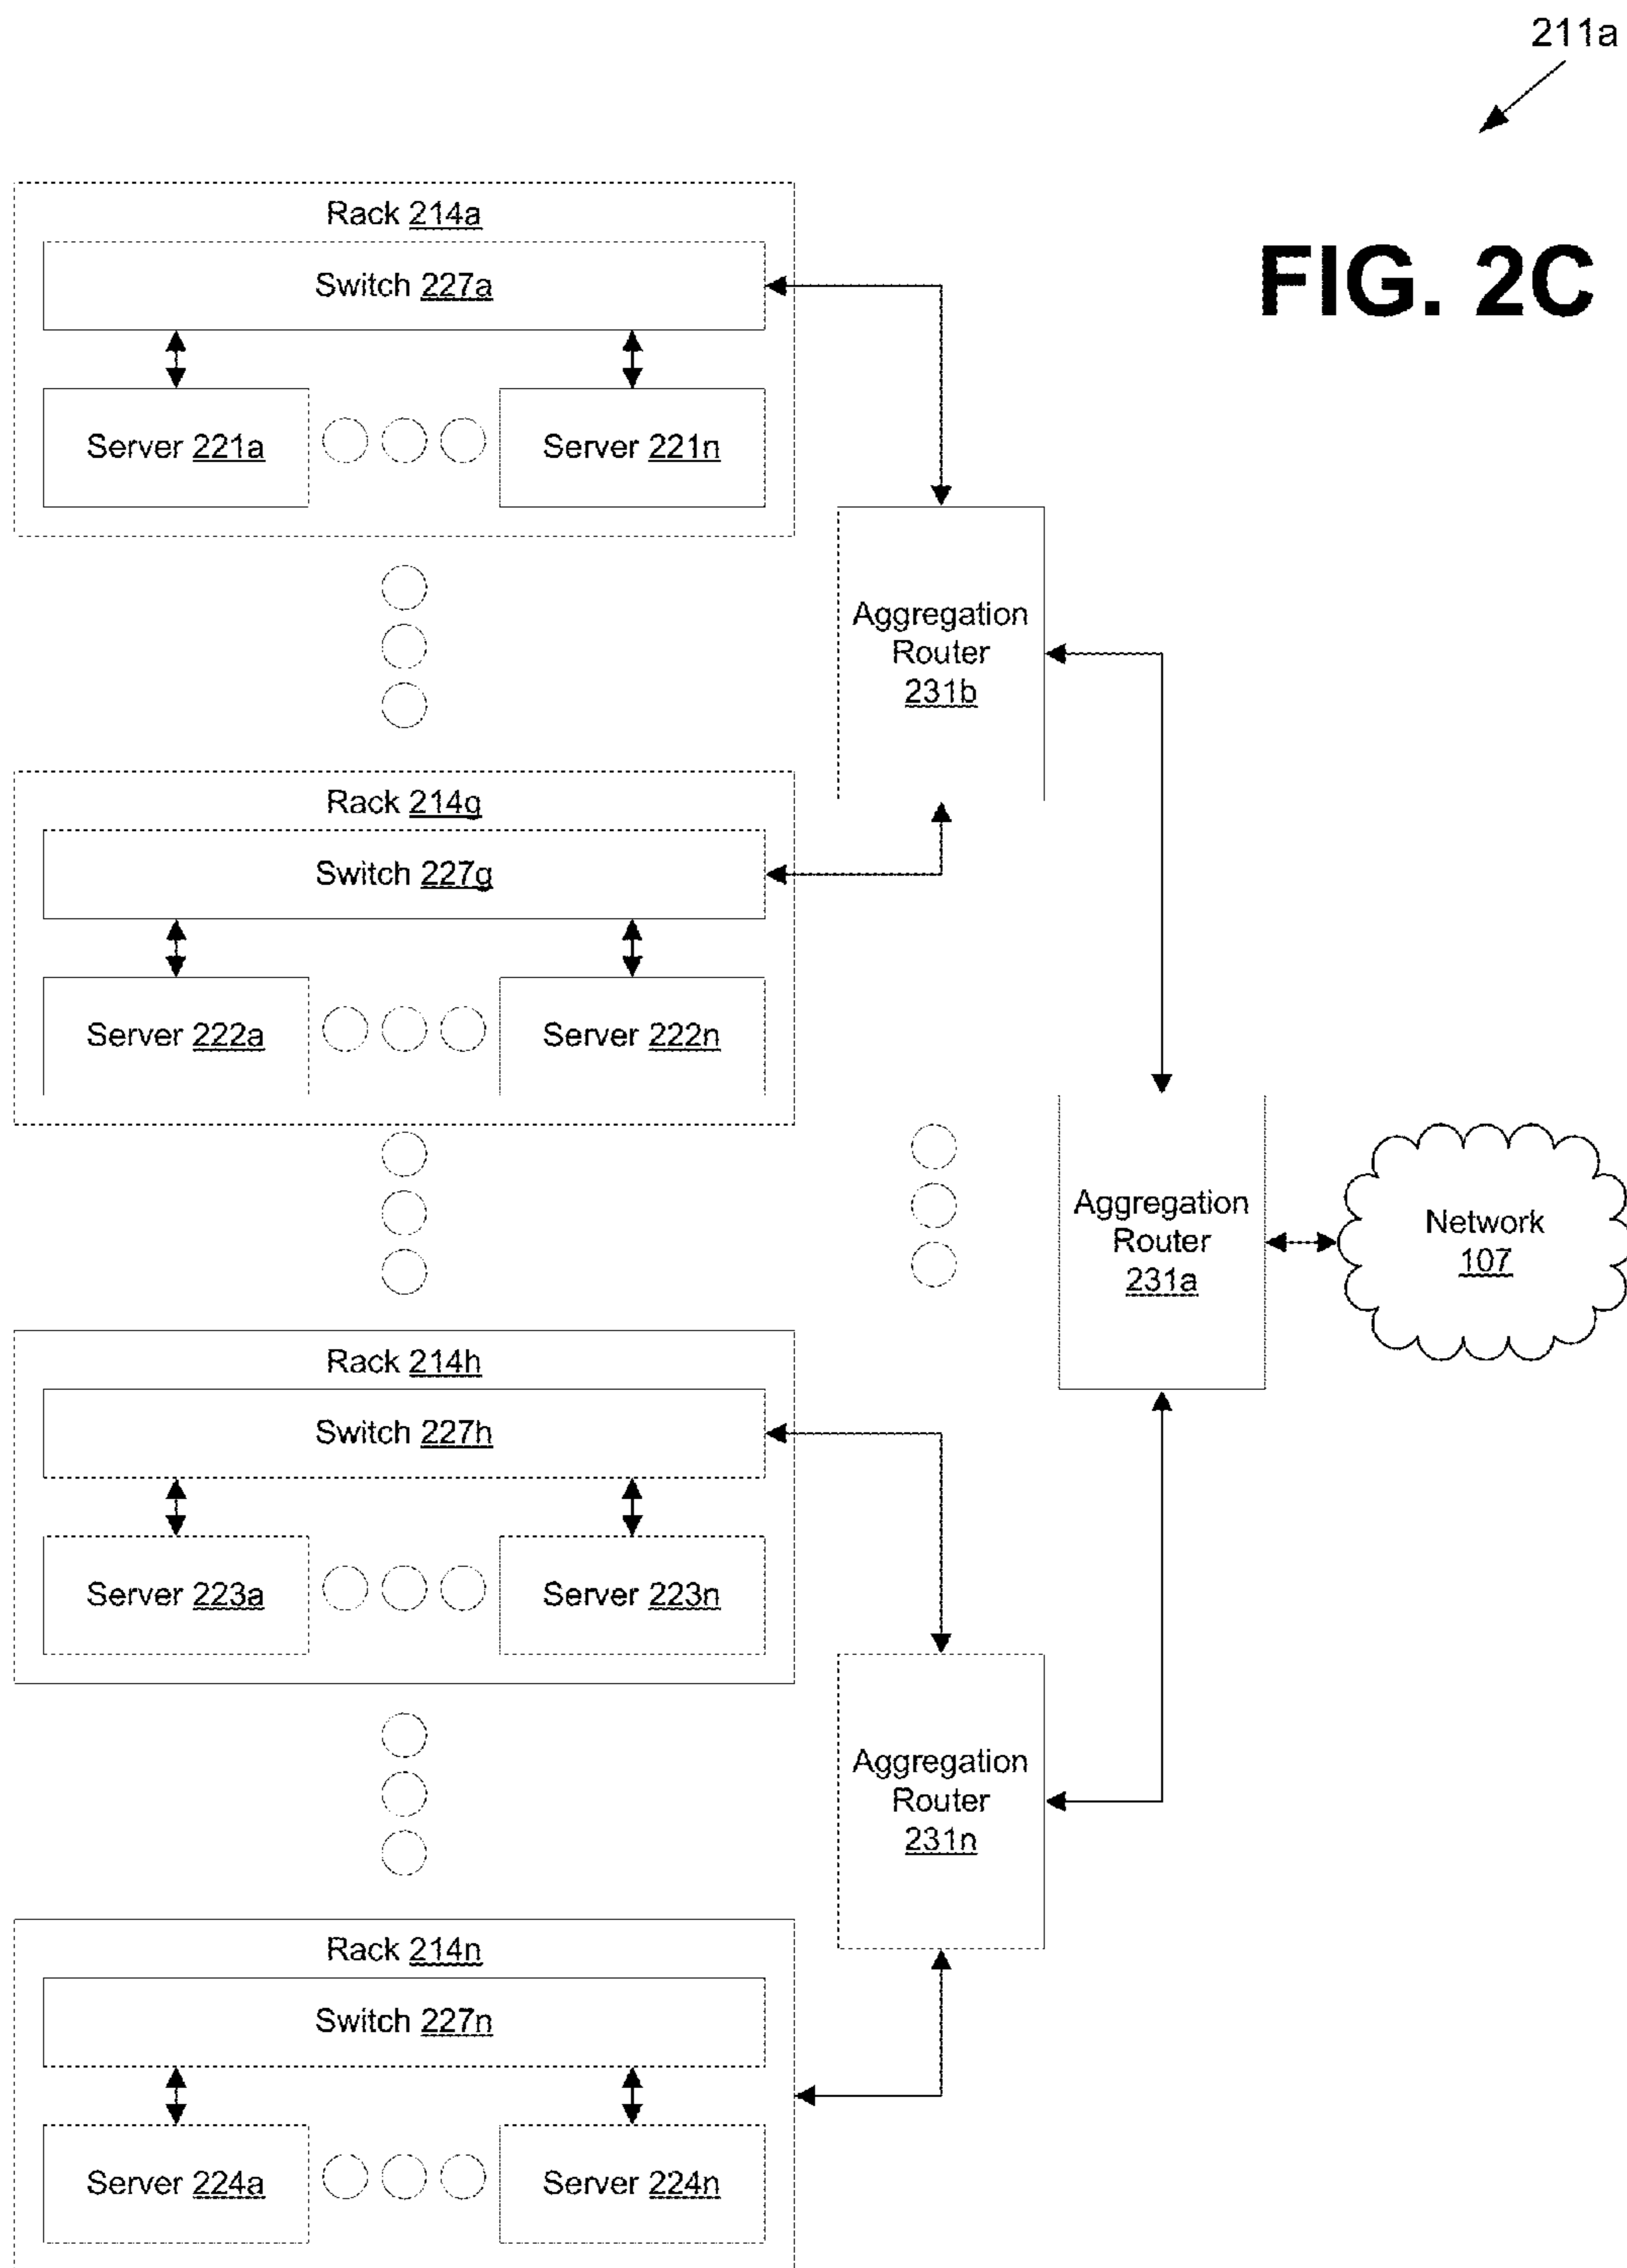 211a
FIG. 2C
Rack 214a
Switch 227a
Server 221a
Server 221n
Aggregation
Router
231b
Rack 214g
Switch 227g
Server 222a
Server 222n
Aggregation
Router
231a
Network
107
Rack 214h
Switch 227h
Server 223a
Server 223n
Aggregation
Router
231n
Rack 214n
Switch 227n
Server 224a
Server 224n